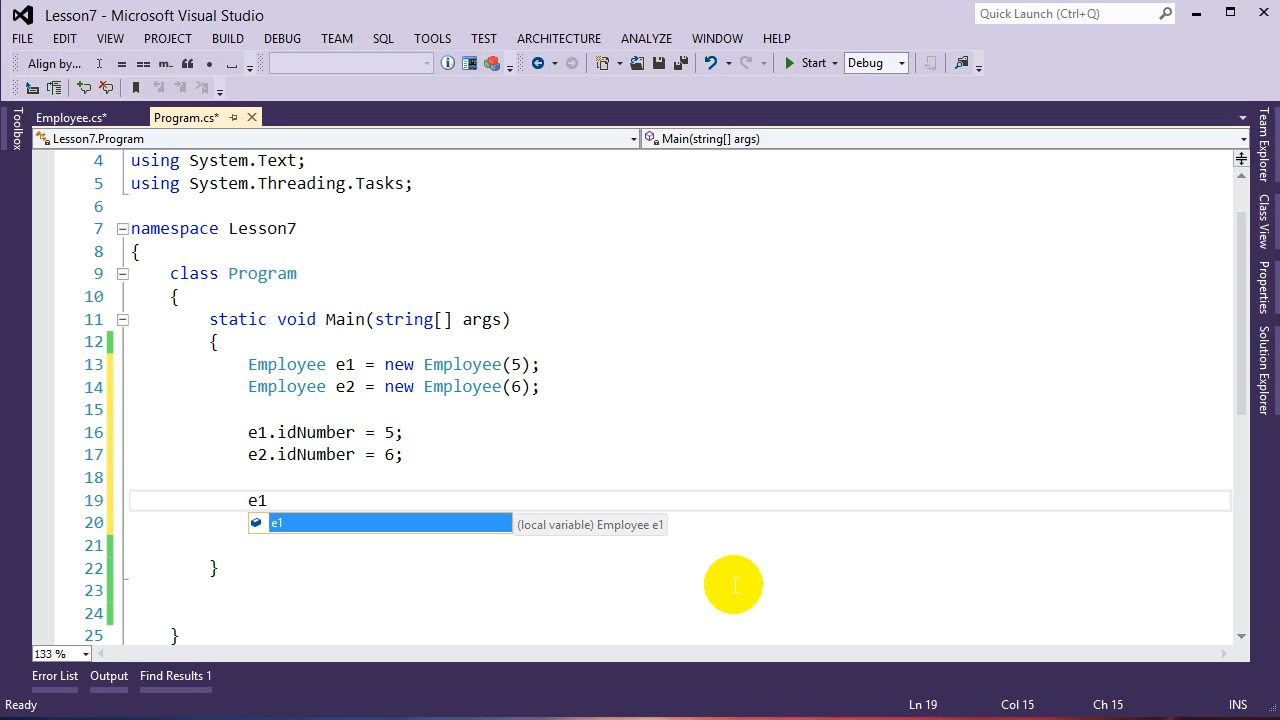 Lesson7 - Microsoft Visual Studio
Quick Launch (Ctrl+Q)
FILE EDIT VIEW PROJECT BUILD DEBUG TEAM SQL TOOLS TEST ARCHITECTURE ANALYZE WINDOW HELP
Align by... = == m. Start Debug
Employee.cs* Program.cs*
Lesson7.Program Main(string[] args)
4 using System.Text;
5 using System.Threading.Tasks;
6
7 namespace Lesson7
8 {
9 class Program
10 {
11 static void Main(string[] args)
12 {
13 Employee e1 = new Employee(5);
14 Employee e2 = new Employee(6);
15
16 e1.idNumber = 5;
17 e2.idNumber = 6;
18
19 e1
20 e1 (local variable) Employee e1
21
22 }
23
24
25 }
133 %
Toolbox
Team Explorer
Class View
Properties
Solution Explorer
Error List Output Find Results 1
Ready Ln 19 Col 15 Ch 15 INS